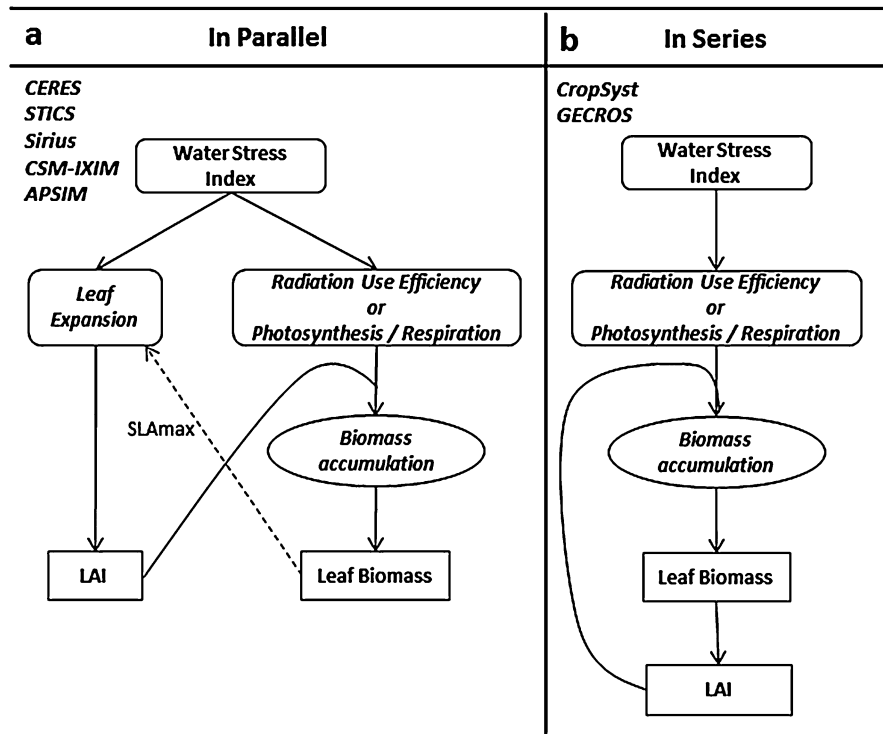 a
In Parallel
CERES
STICS
Sirius
CSM-IXIM
APSIM
Water Stress
Index
Leaf
Expansion
Radiation Use Efficiency
or
Photosynthesis / Respiration
SLAmax
Biomass
accumulation
LAI
Leaf Biomass
b
In Series
CropSyst
GECROS
Water Stress
Index
Radiation Use Efficiency
or
Photosynthesis / Respiration
Biomass
accumulation
Leaf Biomass
LAI